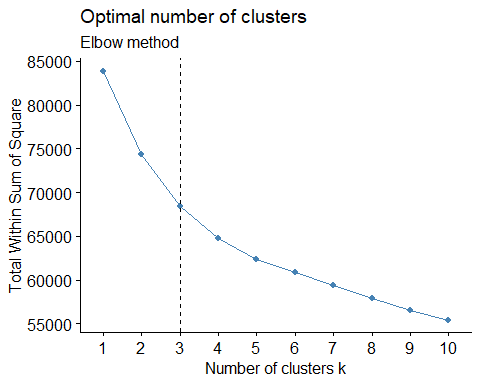 Optimal number of clusters
Elbow method
Total Within Sum of Square
85000
80000
75000
70000
65000
60000
55000
1 2 3 4 5 6 7 8 9 10
Number of clusters k